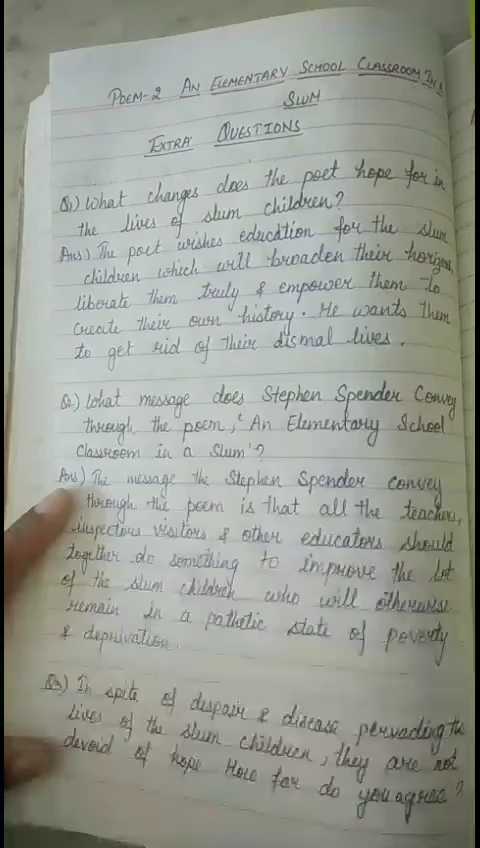 POEM-2 AN ELEMENTARY SCHOOL CLASSROOM IN A
SLUM
EXTRA QUESTIONS
Q1) What changes does the poet hope for in
the lives of slum children?
Ans:) The poet wishes education for the slum
children which will broaden their horizon,
liberate them truly & empower them to
create their own history. He wants them
to get rid of their dismal lives.
Q2) What message does Stephen Spender Convey
through the poem, 'An Elementary School
Classroom in a Slum'?
Ans) The message the Stephen Spender convey
through the poem is that all the teachers,
inspectors visitors & other educators should
together do something to improve the lot
of the slum children who will otherwise
remain in a pathetic state of poverty
& deprivation.
Q3) In spite of despair & disease pervading the
lives of the slum children, they are not
devoid of hope How far do you agree?